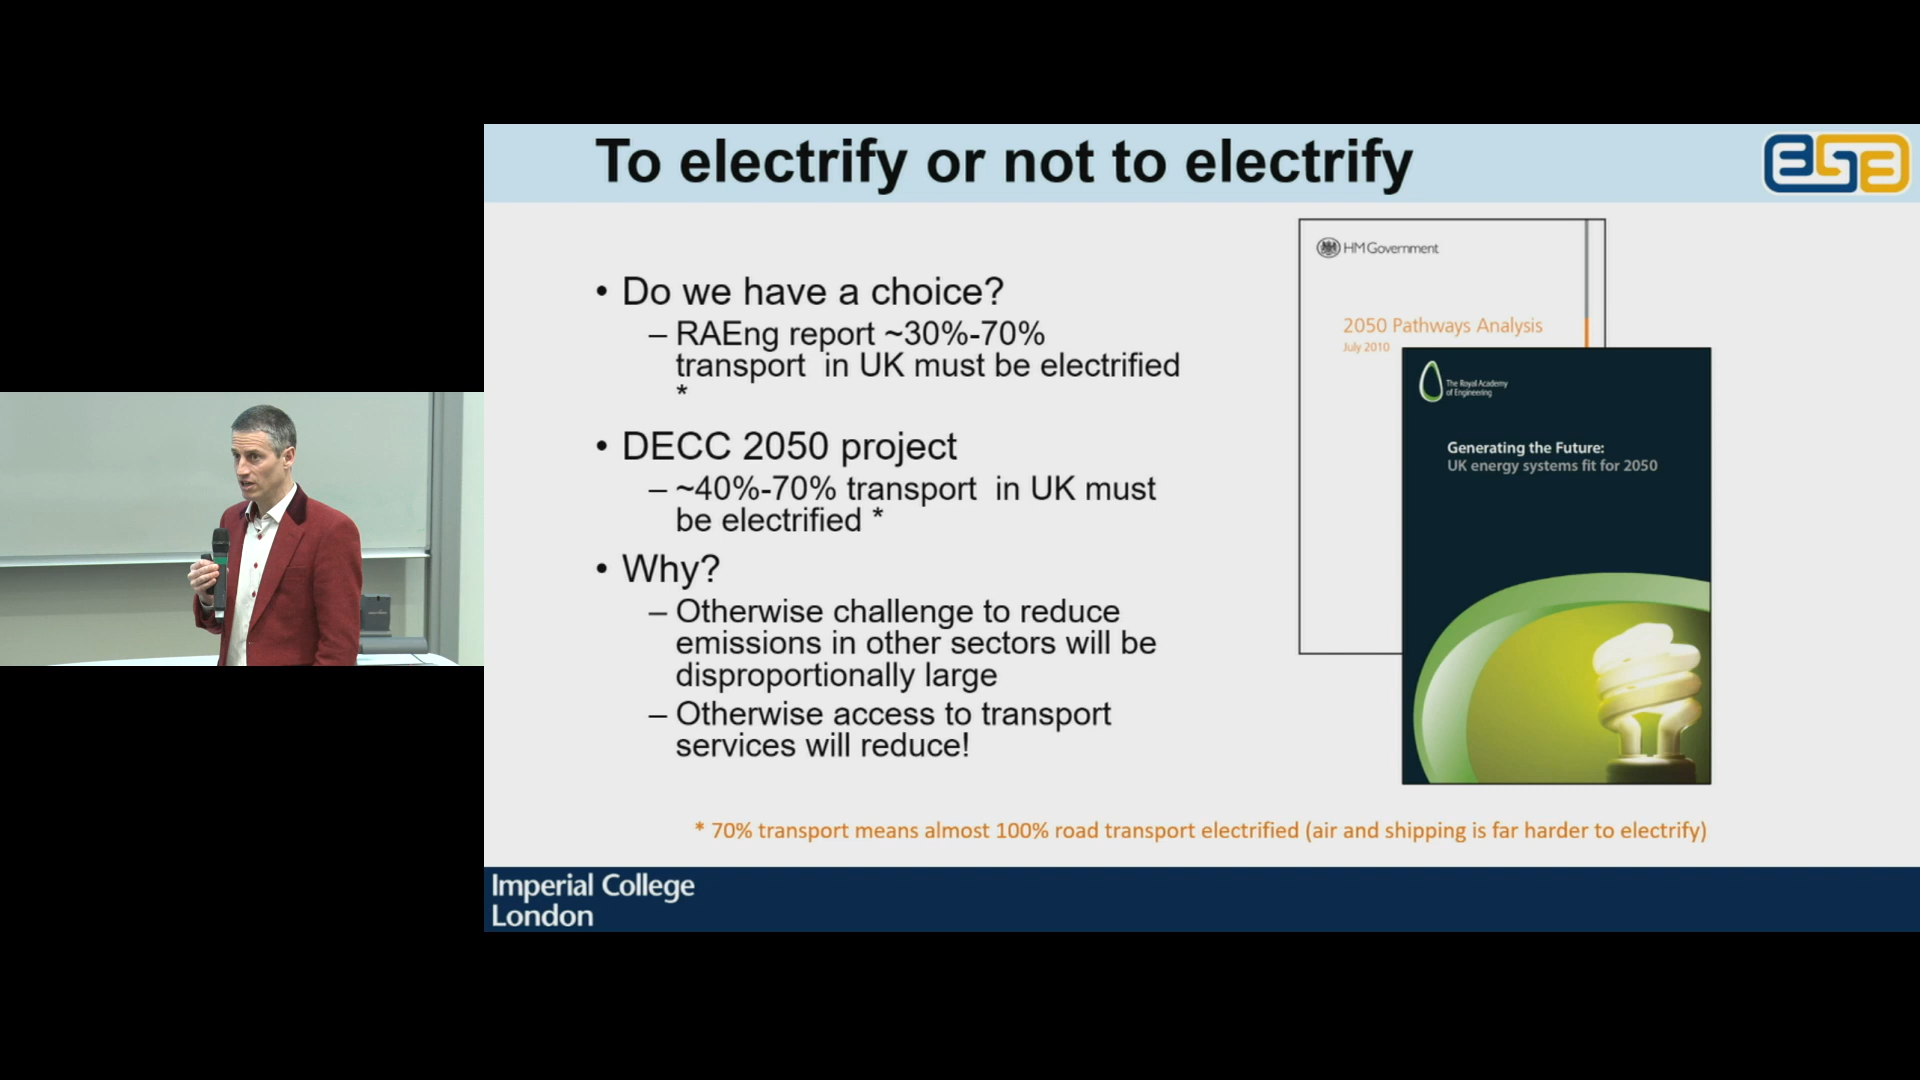 To electrify or not to electrify
• Do we have a choice?
– RAEng report ~30%-70%
transport in UK must be electrified
*
• DECC 2050 project
– ~40%-70% transport in UK must
be electrified *
• Why?
– Otherwise challenge to reduce
emissions in other sectors will be
disproportionally large
– Otherwise access to transport
services will reduce!
HM Government
2050 Pathways Analysis
July 2010
The Royal Academy
of Engineering
Generating the Future:
UK energy systems fit for 2050
* 70% transport means almost 100% road transport electrified (air and shipping is far harder to electrify)
Imperial College
London